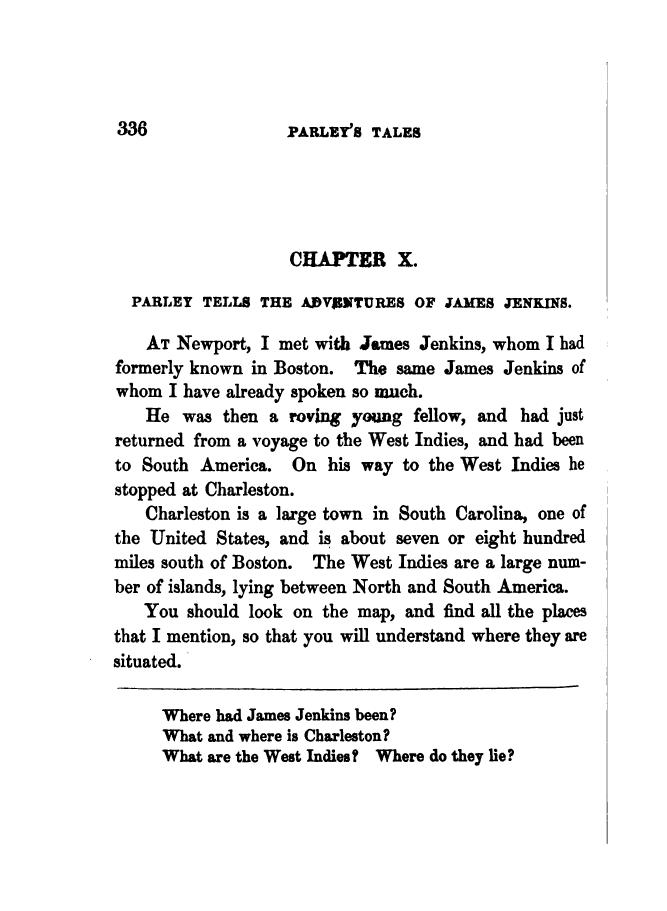 336 PARLEY'S TALES
CHAPTER X.
PARLEY TELLS THE ADVENTURES OF JAMES JENKINS.
AT Newport, I met with James Jenkins, whom I had
formerly known in Boston. The same James Jenkins of
whom I have already spoken so much.
He was then a roving young fellow, and had just
returned from a voyage to the West Indies, and had been
to South America. On his way to the West Indies he
stopped at Charleston.
Charleston is a large town in South Carolina, one of
the United States, and is about seven or eight hundred
miles south of Boston. The West Indies are a large num-
ber of islands, lying between North and South America.
You should look on the map, and find all the places
that I mention, so that you will understand where they are
situated.
Where had James Jenkins been?
What and where is Charleston?
What are the West Indies? Where do they lie?